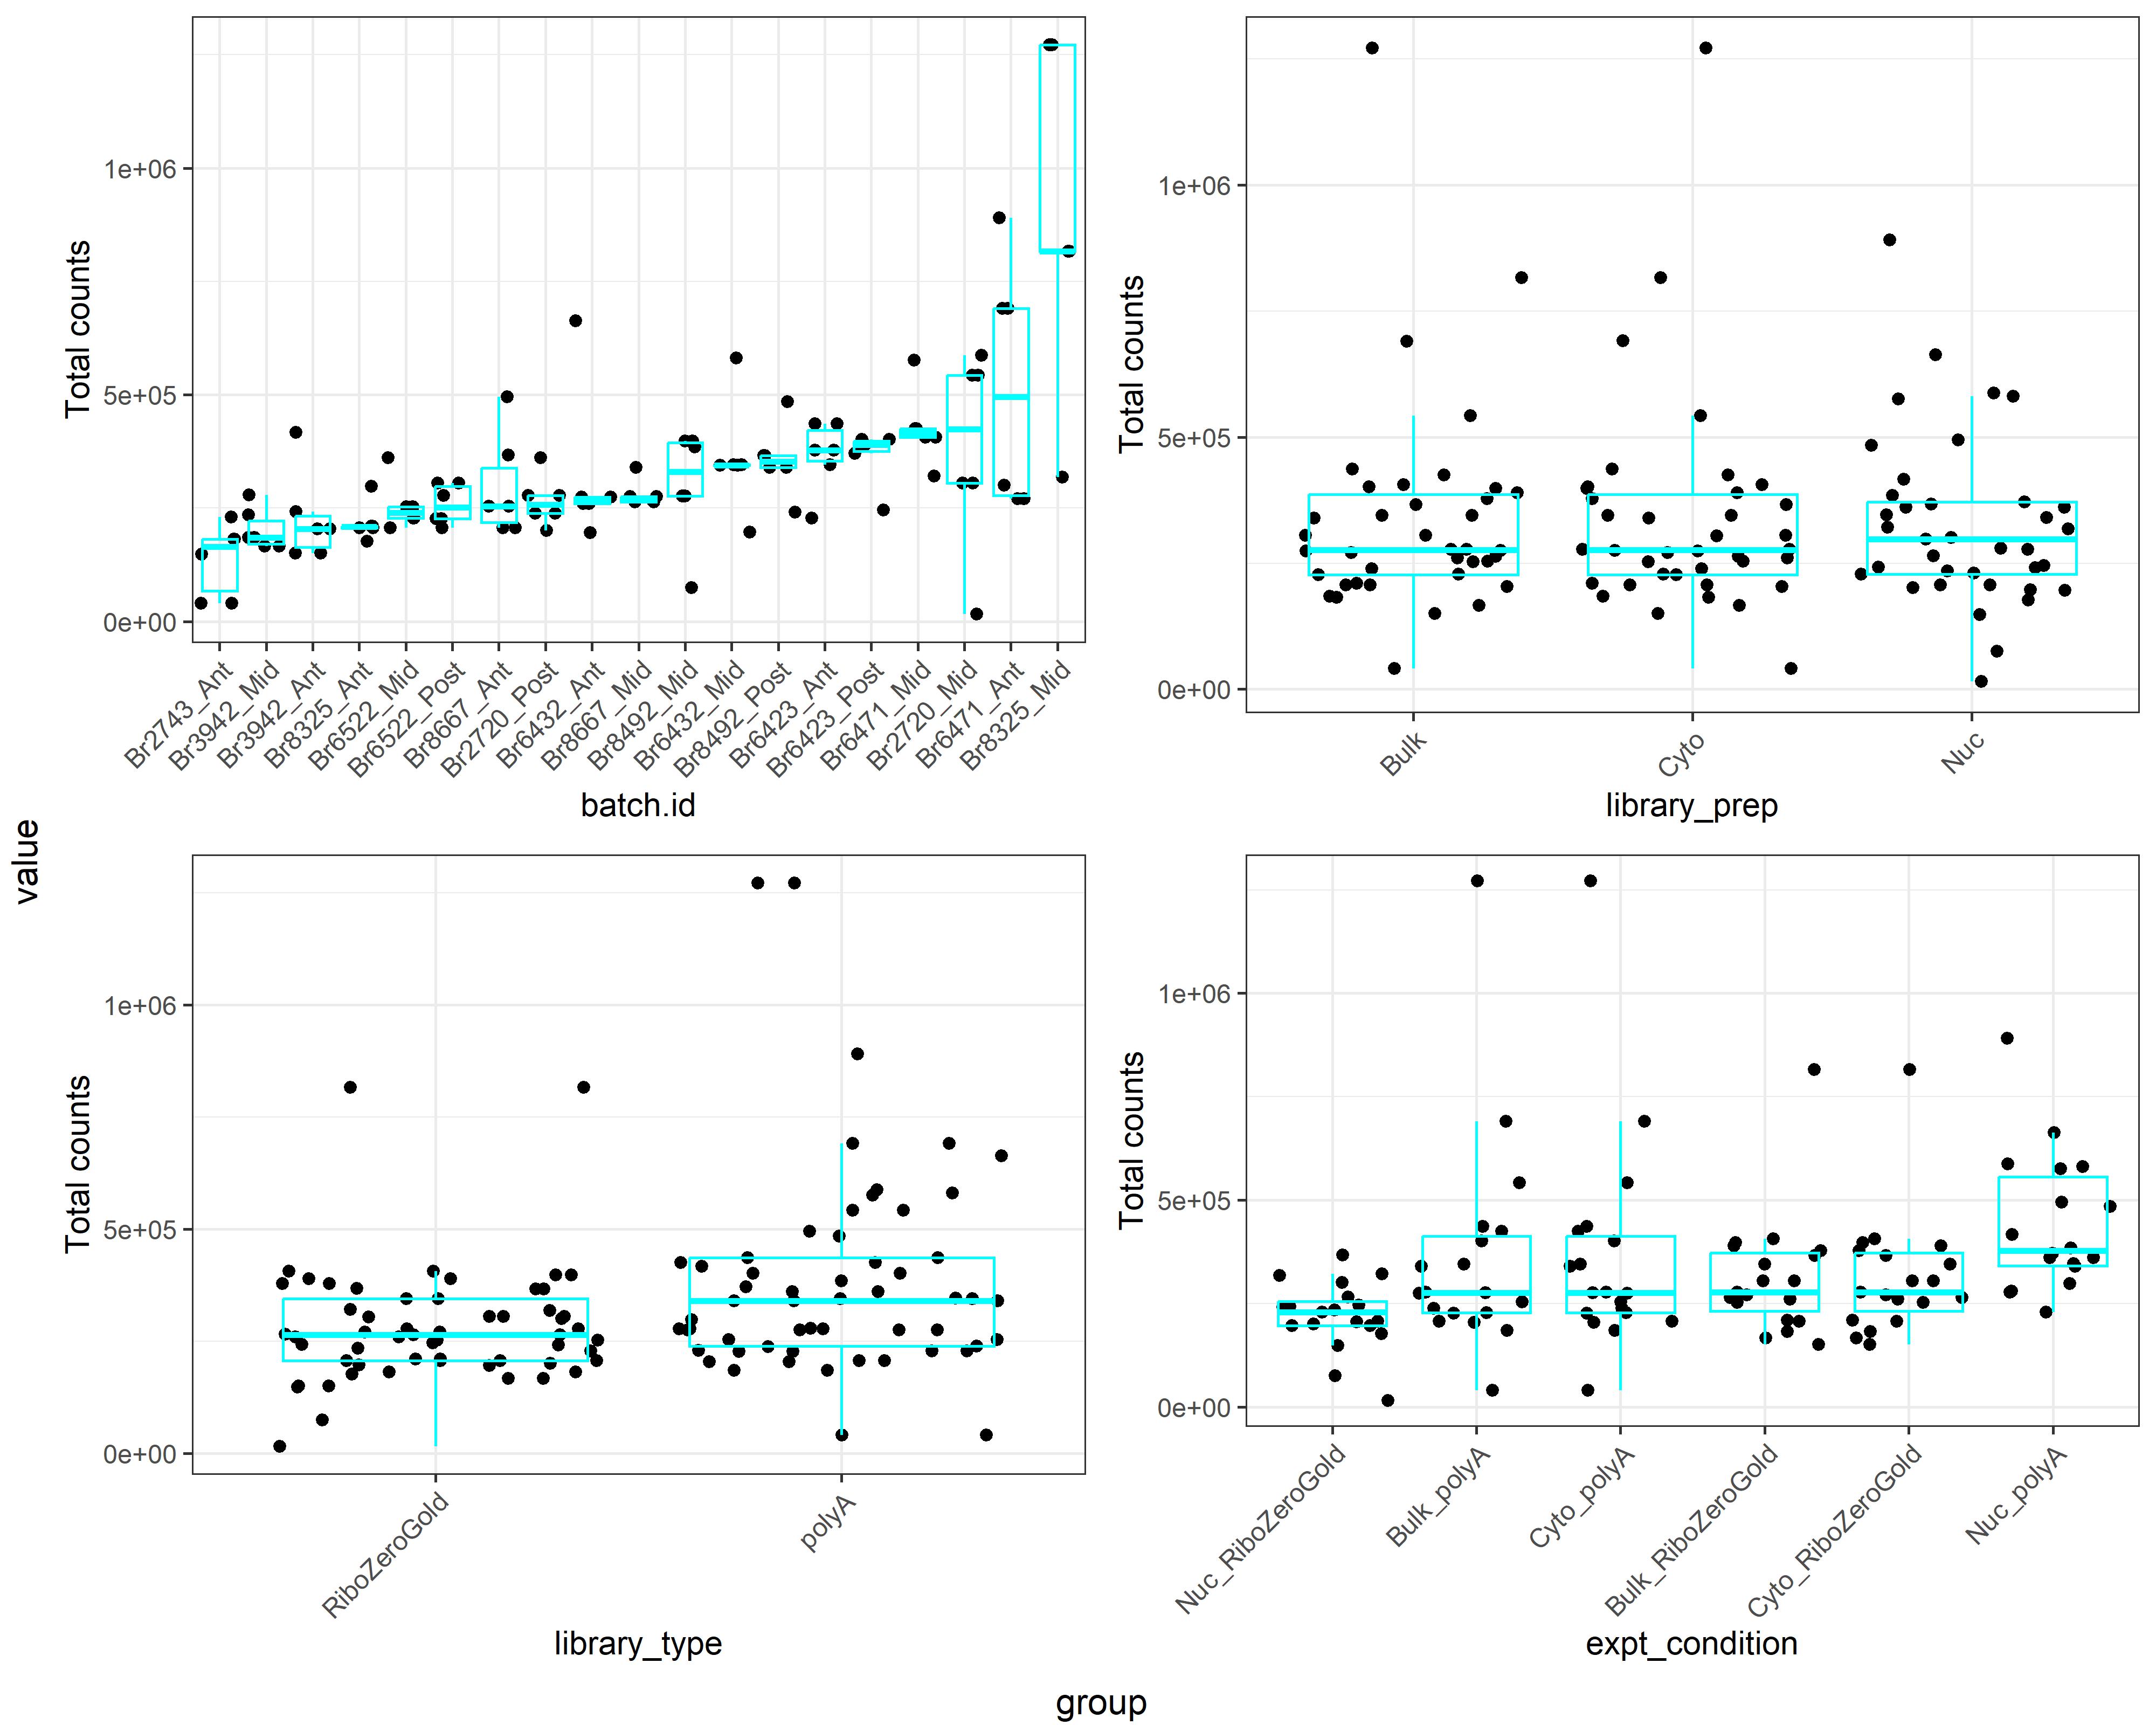 Total counts
1e+06
5e+05
0e+00
Br2743_Ant
Br3942_Mid
Br3942_Ant
Br8325_Ant
Br6522_Mid
Br6522_Post
Br8667_Ant
Br2720_Post
Br6432_Ant
Br8667_Mid
Br8492_Mid
Br6432_Mid
Br8492_Post
Br6423_Ant
Br6423_Post
Br6471_Mid
Br2720_Mid
Br6471_Ant
Br8325_Mid
batch.id
Total counts
1e+06
5e+05
0e+00
Bulk
Cyto
Nuc
library_prep
value
Total counts
1e+06
5e+05
0e+00
RiboZeroGold
polyA
library_type
Total counts
1e+06
5e+05
0e+00
Nuc_RiboZeroGold
Bulk_polyA
Cyto_polyA
Bulk_RiboZeroGold
Cyto_RiboZeroGold
Nuc_polyA
expt_condition
group